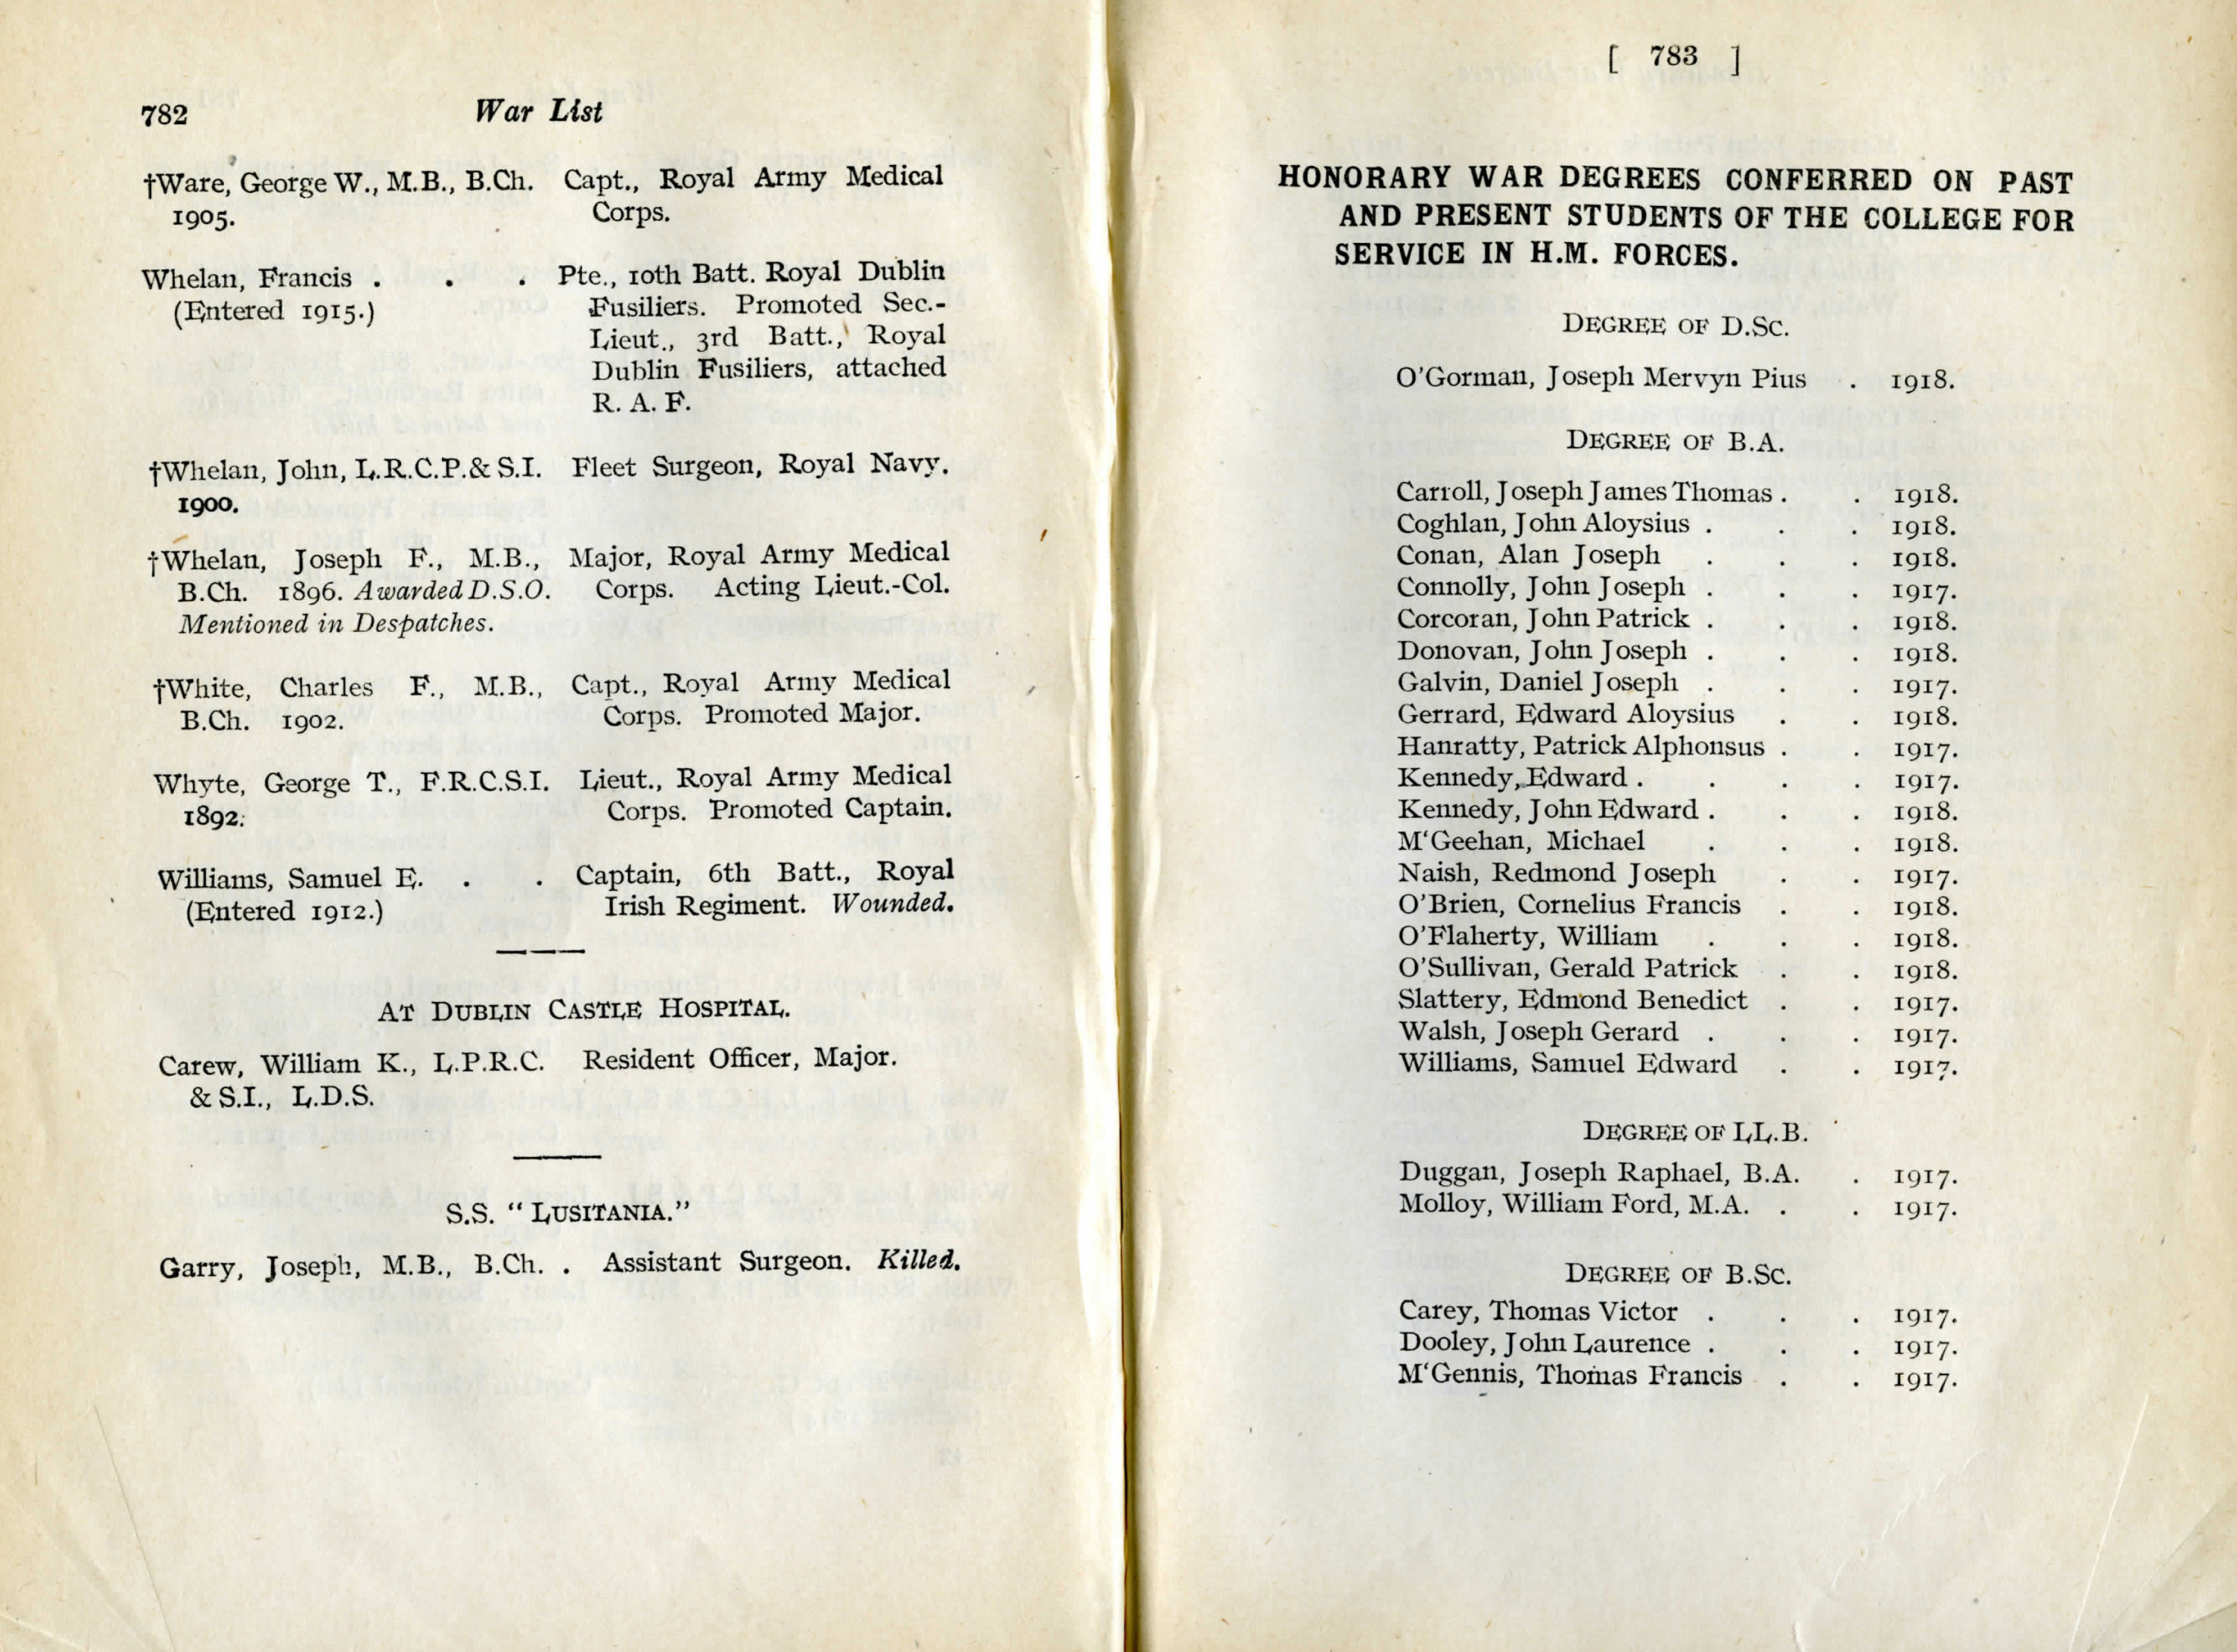 782 War List
†Ware, George W., M.B., B.Ch. Capt., Royal Army Medical
1905. Corps.
Whelan, Francis . . . Pte., 10th Batt. Royal Dublin
(Entered 1915.) Fusiliers. Promoted Sec.-
Lieut., 3rd Batt., Royal
Dublin Fusiliers, attached
R. A. F.
†Whelan, John, L.R.C.P.& S.I. Fleet Surgeon, Royal Navy.
1900.
†Whelan, Joseph F., M.B., Major, Royal Army Medical
B.Ch. 1896. Awarded D.S.O. Corps. Acting Lieut.-Col.
Mentioned in Despatches.
†White, Charles F., M.B., Capt., Royal Army Medical
B.Ch. 1902. Corps. Promoted Major.
Whyte, George T., F.R.C.S.I. Lieut., Royal Army Medical
1892. Corps. Promoted Captain.
Williams, Samuel E. . . Captain, 6th Batt., Royal
(Entered 1912.) Irish Regiment. Wounded.
AT DUBLIN CASTLE HOSPITAL.
Carew, William K., L.P.R.C. Resident Officer, Major.
& S.I., L.D.S.
S.S. “ LUSITANIA.”
Garry, Joseph, M.B., B.Ch. . Assistant Surgeon. Killed.
[ 783 ]
HONORARY WAR DEGREES CONFERRED ON PAST
AND PRESENT STUDENTS OF THE COLLEGE FOR
SERVICE IN H.M. FORCES.
DEGREE OF D.SC.
O'Gorman, Joseph Mervyn Pius . 1918.
DEGREE OF B.A.
Carroll, Joseph James Thomas . . 1918.
Coghlan, John Aloysius . . . 1918.
Conan, Alan Joseph . . . 1918.
Connolly, John Joseph . . . 1917.
Corcoran, John Patrick . . . 1918.
Donovan, John Joseph . . . 1918.
Galvin, Daniel Joseph . . . 1917.
Gerrard, Edward Aloysius . . 1918.
Hanratty, Patrick Alphonsus . . 1917.
Kennedy, Edward . . . . 1917.
Kennedy, John Edward . . . 1918.
M‘Geehan, Michael . . . 1918.
Naish, Redmond Joseph . . 1917.
O'Brien, Cornelius Francis . . 1918.
O'Flaherty, William . . . 1918.
O'Sullivan, Gerald Patrick . . 1918.
Slattery, Edmond Benedict . . 1917.
Walsh, Joseph Gerard . . . 1917.
Williams, Samuel Edward . . 1917.
DEGREE OF LL.B.
Duggan, Joseph Raphael, B.A. . 1917.
Molloy, William Ford, M.A. . . 1917.
DEGREE OF B.SC.
Carey, Thomas Victor . . . 1917.
Dooley, John Laurence . . . 1917.
M‘Gennis, Thomas Francis . . 1917.